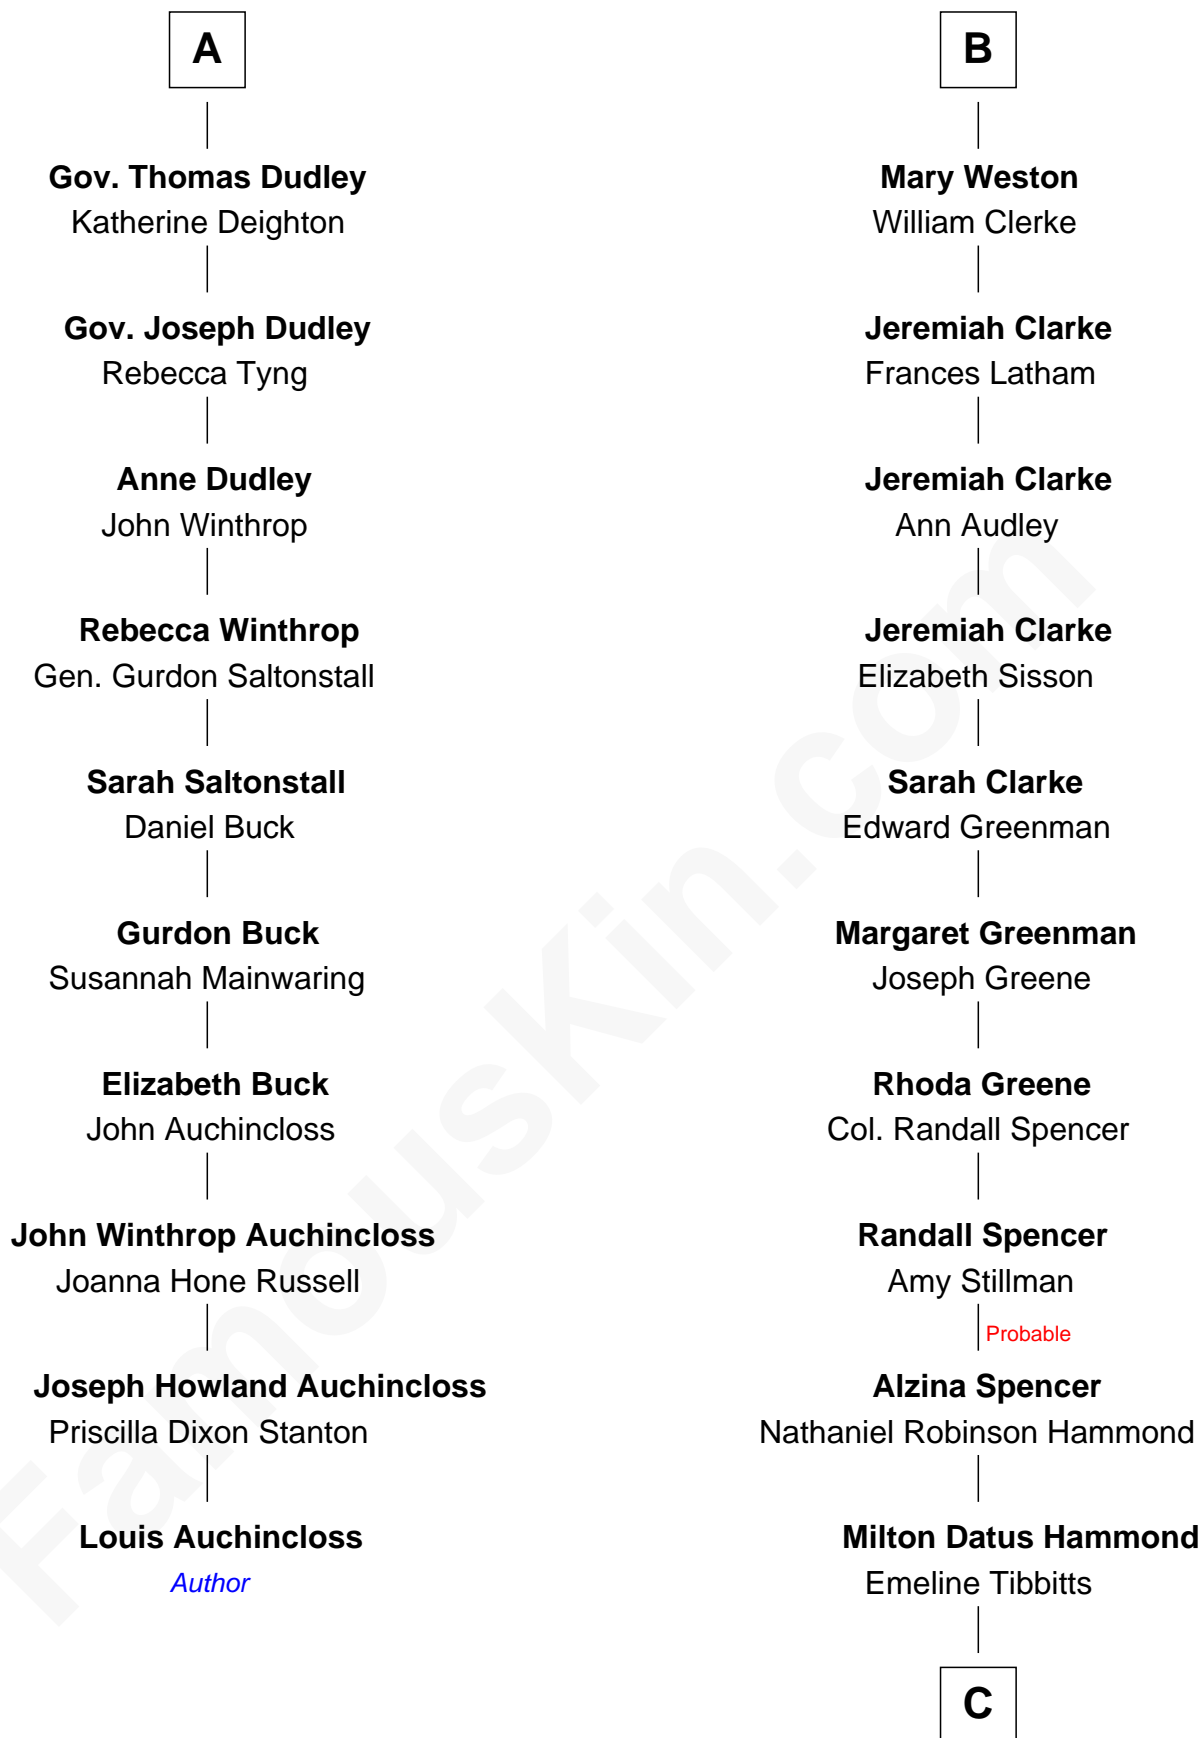 A
Gov. Thomas Dudley
Katherine Deighton
Gov. Joseph Dudley
Rebecca Tyng
Anne Dudley
John Winthrop
Rebecca Winthrop
Gen. Gurdon Saltonstall
Sarah Saltonstall
Daniel Buck
Gurdon Buck
Susannah Mainwaring
Elizabeth Buck
John Auchincloss
John Winthrop Auchincloss
Joanna Hone Russell
Joseph Howland Auchincloss
Priscilla Dixon Stanton
Louis Auchincloss
Author
B
Mary Weston
William Clerke
Jeremiah Clarke
Frances Latham
Jeremiah Clarke
Ann Audley
Jeremiah Clarke
Elizabeth Sisson
Sarah Clarke
Edward Greenman
Margaret Greenman
Joseph Greene
Rhoda Greene
Col. Randall Spencer
Randall Spencer
Amy Stillman
Probable
Alzina Spencer
Nathaniel Robinson Hammond
Milton Datus Hammond
Emeline Tibbitts
C
FamousKin.com